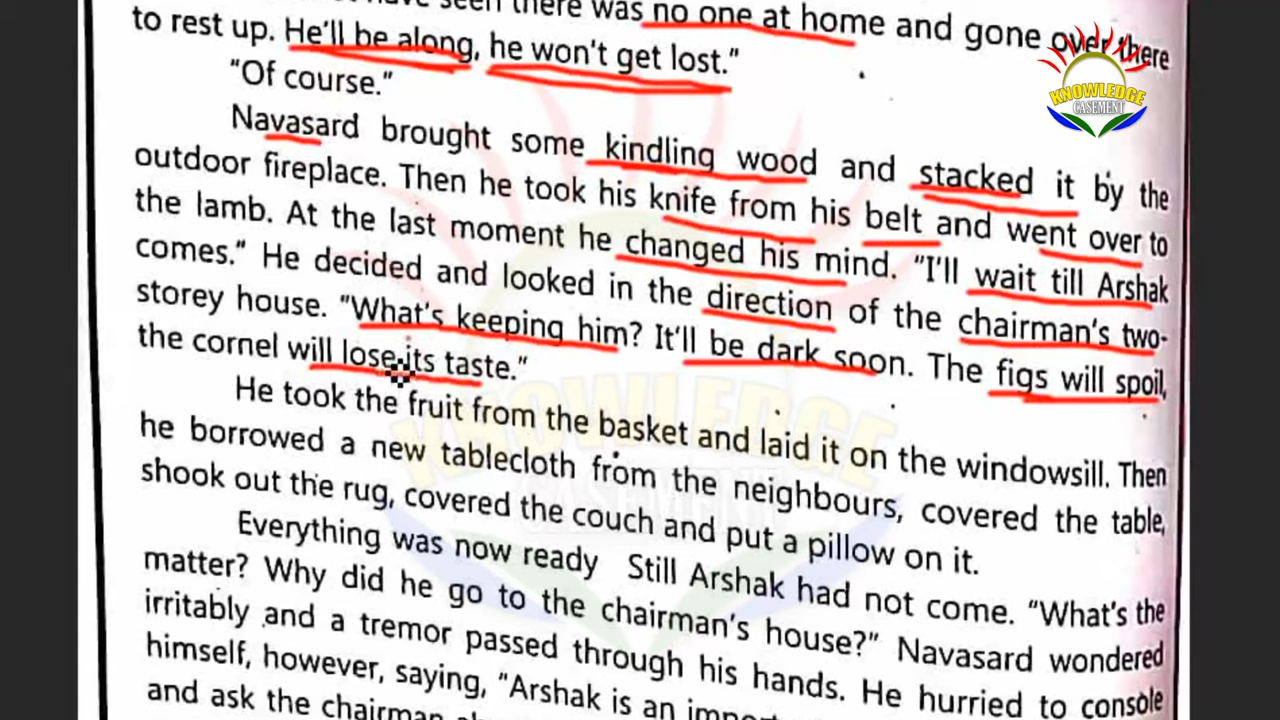 seen there was no one at home and gone over there
to rest up. He'll be along, he won't get lost."
"Of course."
Navasard brought some kindling wood and stacked it by the
outdoor fireplace. Then he took his knife from his belt and went over to
the lamb. At the last moment he changed his mind. "I'll wait till Arshak
comes." He decided and looked in the direction of the chairman's two-
storey house. "What's keeping him? It'll be dark soon. The figs will spoil,
the cornel will lose its taste."
He took the fruit from the basket and laid it on the windowsill. Then
he borrowed a new tablecloth from the neighbours, covered the table,
shook out the rug, covered the couch and put a pillow on it.
Everything was now ready Still Arshak had not come. "What's the
matter? Why did he go to the chairman's house?" Navasard wondered
irritably and a tremor passed through his hands. He hurried to console
himself, however, saying, "Arshak is an
and ask the chairman
KNOWLEDGE
CASEMENT
KNOWLEDGE
CASEMENT